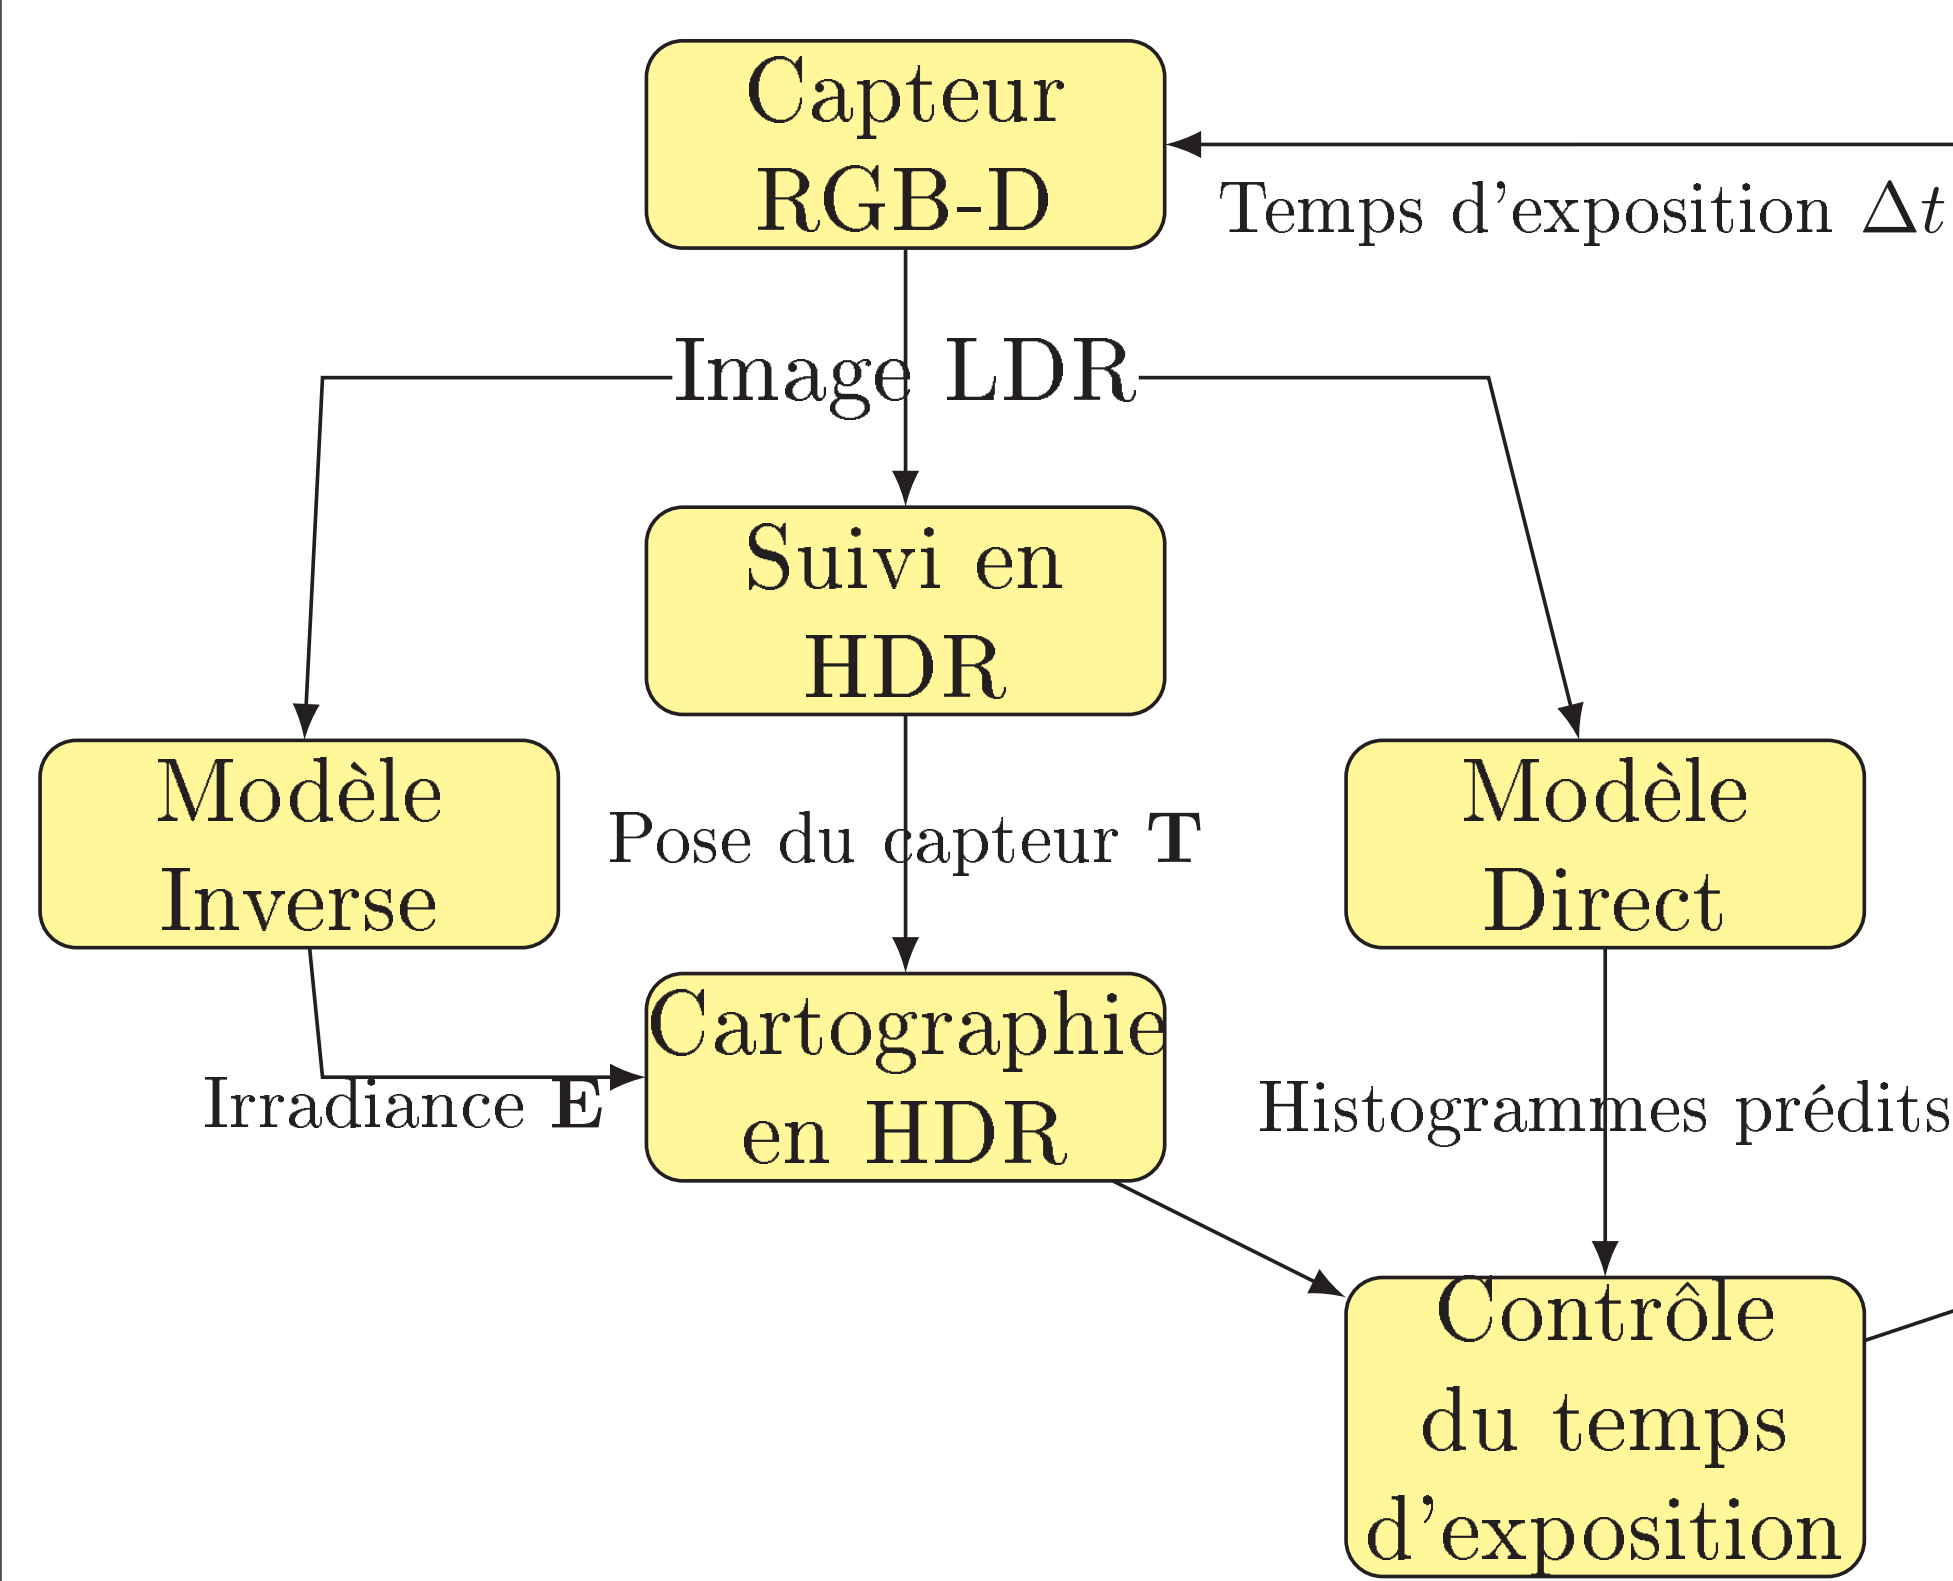 Capteur
RGB-D
Temps d'exposition Δt
Image LDR
Suivi en
HDR
Modèle
Inverse
Pose du capteur T
Modèle
Direct
Cartographie
en HDR
Irradiance E
Histogrammes prédits
Contrôle
du temps
d'exposition